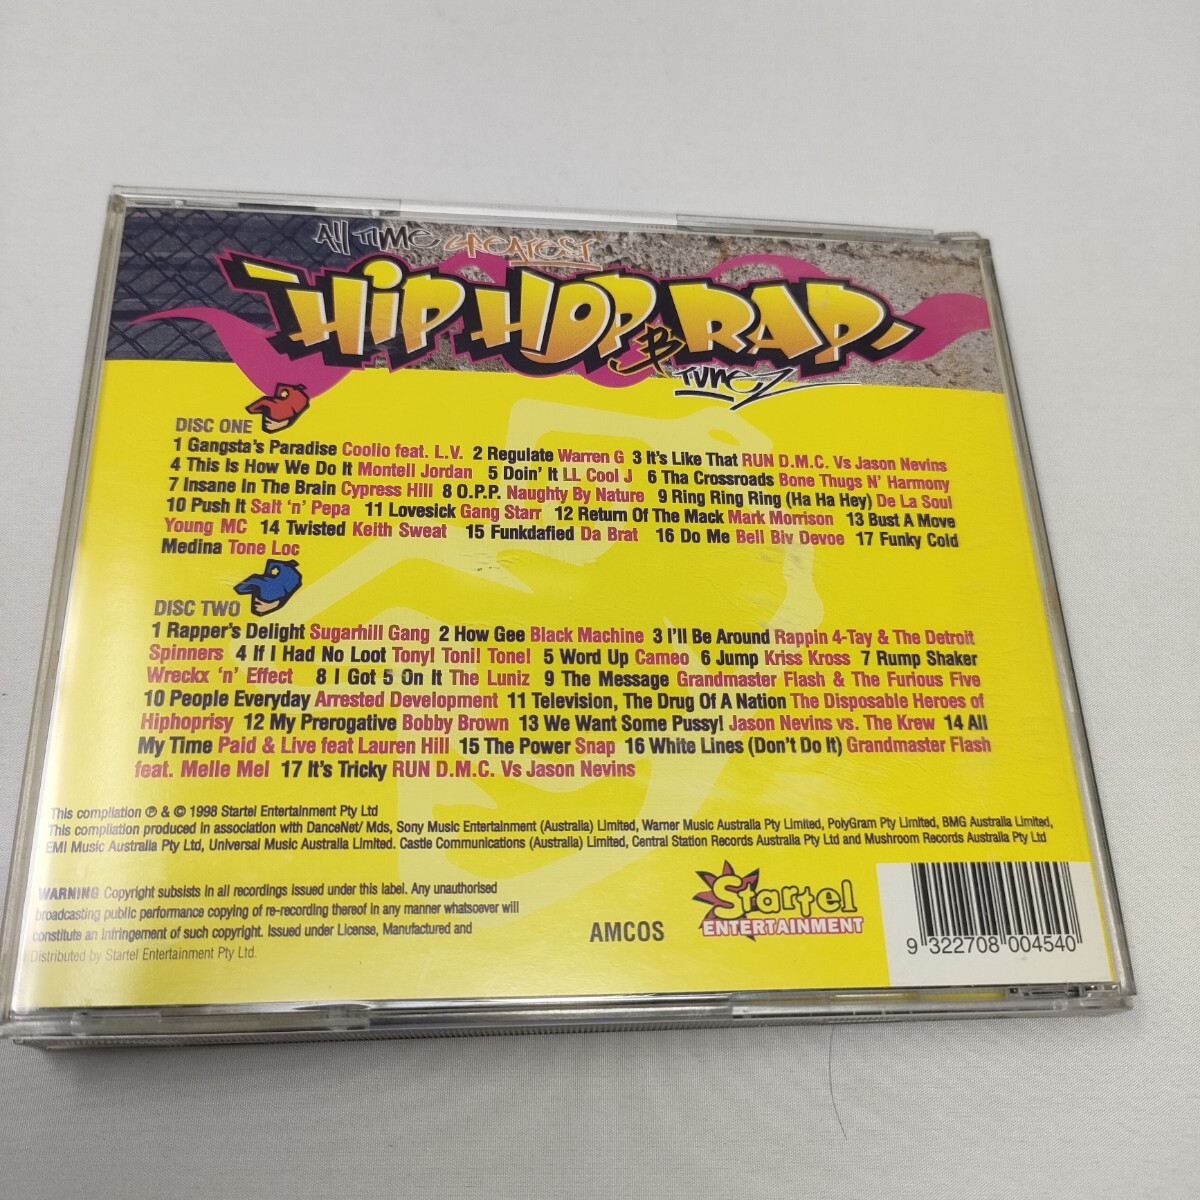 All Time Greatest
HIP HOP
B
RAP
Tunez
DISC ONE
1 Gangsta's Paradise Coolio feat. L.V. 2 Regulate Warren G 3 It's Like That RUN D.M.C. Vs Jason Nevins
4 This Is How We Do It Montell Jordan 5 Doin' It LL Cool J 6 Tha Crossroads Bone Thugs N' Harmony
7 Insane In The Brain Cypress Hill 8 O.P.P. Naughty By Nature 9 Ring Ring Ring (Ha Ha Hey) De La Soul
10 Push It Salt 'n' Pepa 11 Lovesick Gang Starr 12 Return Of The Mack Mark Morrison 13 Bust A Move
Young MC 14 Twisted Keith Sweat 15 Funkdafied Da Brat 16 Do Me Bell Biv Devoe 17 Funky Cold
Medina Tone Loc
DISC TWO
1 Rapper's Delight Sugarhill Gang 2 How Gee Black Machine 3 I'll Be Around Rappin 4-Tay & The Detroit
Spinners 4 If I Had No Loot Tony! Toni! Tone! 5 Word Up Cameo 6 Jump Kriss Kross 7 Rump Shaker
Wreckx 'n' Effect 8 I Got 5 On It The Luniz 9 The Message Grandmaster Flash & The Furious Five
10 People Everyday Arrested Development 11 Television, The Drug Of A Nation The Disposable Heroes of
Hiphoprisy 12 My Prerogative Bobby Brown 13 We Want Some Pussy! Jason Nevins vs. The Krew 14 All
My Time Paid & Live feat Lauren Hill 15 The Power Snap 16 White Lines (Don't Do It) Grandmaster Flash
feat. Melle Mel 17 It's Tricky RUN D.M.C. Vs Jason Nevins
This compilation ℗ & © 1998 Startel Entertainment Pty Ltd
This compilation produced in association with DanceNet/ Mds, Sony Music Entertainment (Australia) Limited, Warner Music Australia Pty Limited, PolyGram Pty Limited, BMG Australia Limited,
EMI Music Australia Pty Ltd, Universal Music Australia Limited. Castle Communications (Australia) Limited, Central Station Records Australia Pty Ltd and Mushroom Records Australia Pty Ltd
WARNING Copyright subsists in all recordings issued under this label. Any unauthorised
broadcasting public performance copying of re-recording thereof in any manner whatsoever will
constitute an infringement of such copyright. Issued under License, Manufactured and
Distributed by Startel Entertainment Pty Ltd.
AMCOS
Startel
ENTERTAINMENT
9 322708 004540